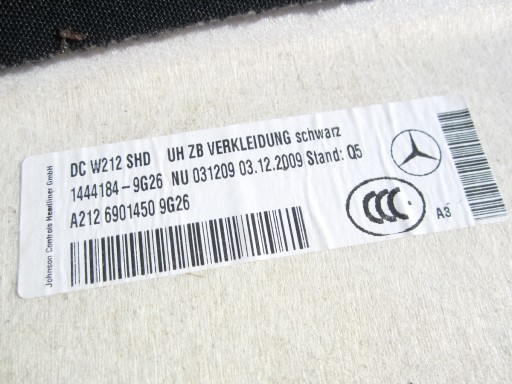 DC W212 SHD UH ZB VERKLEIDUNG schwarz
1444184-9G26 NU 031209 03.12.2009 Stand: Q5
A212 6901450 9G26
Johnson Controls Headliner GmbH
CCC
A3